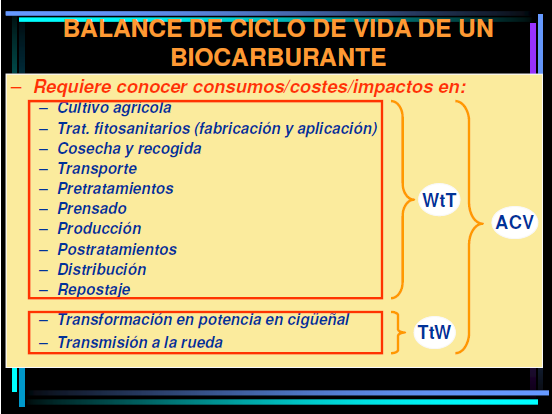 BALANCE DE CICLO DE VIDA DE UN
BIOCARBURANTE
– Requiere conocer consumos/costes/impactos en:
– Cultivo agrícola
– Trat. fitosanitarios (fabricación y aplicación)
– Cosecha y recogida
– Transporte
– Pretratamientos
– Prensado
– Producción
– Postratamientos
– Distribución
– Repostaje
WtT
ACV
– Transformación en potencia en cigüeñal
– Transmisión a la rueda
TtW